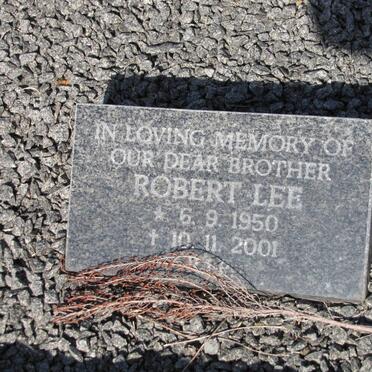 IN LOVING MEMORY OF
OUR DEAR BROTHER
ROBERT LEE
* 6.9.1950
† 10.11.2001